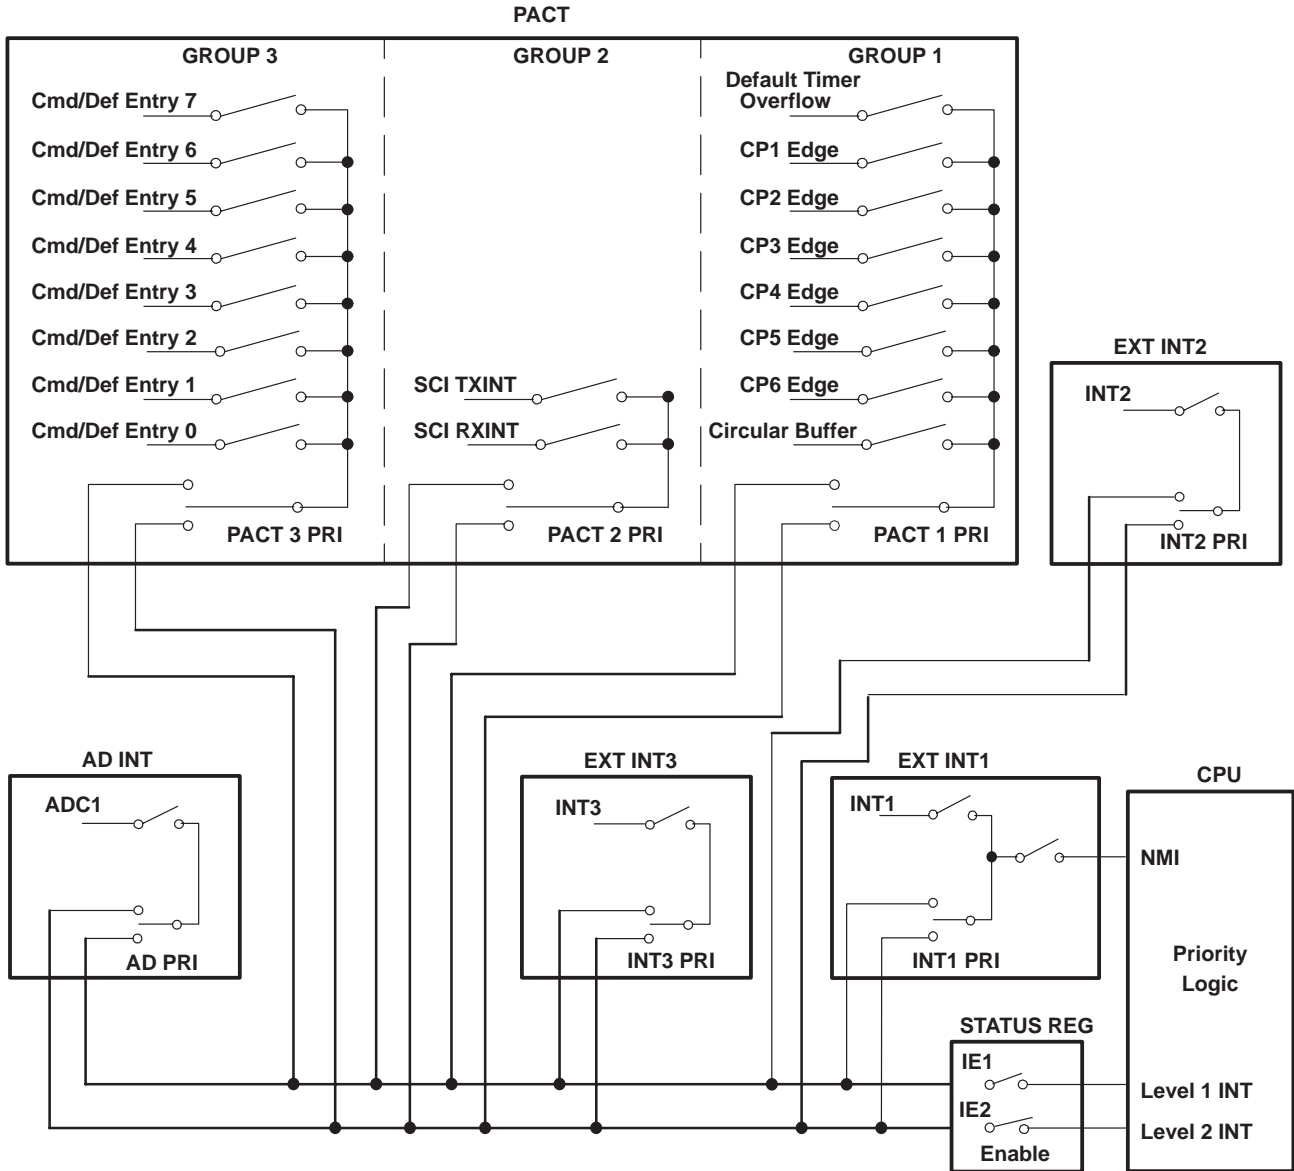 PACT
GROUP 3
GROUP 2
GROUP 1
Cmd/Def Entry 7
Cmd/Def Entry 6
Cmd/Def Entry 5
Cmd/Def Entry 4
Cmd/Def Entry 3
Cmd/Def Entry 2
Cmd/Def Entry 1
Cmd/Def Entry 0
PACT 3 PRI
SCI TXINT
SCI RXINT
PACT 2 PRI
Default Timer
Overflow
CP1 Edge
CP2 Edge
CP3 Edge
CP4 Edge
CP5 Edge
CP6 Edge
Circular Buffer
PACT 1 PRI
EXT INT2
INT2
INT2 PRI
AD INT
ADC1
AD PRI
EXT INT3
INT3
INT3 PRI
EXT INT1
INT1
INT1 PRI
CPU
NMI
Priority
Logic
Level 1 INT
Level 2 INT
STATUS REG
IE1
IE2
Enable